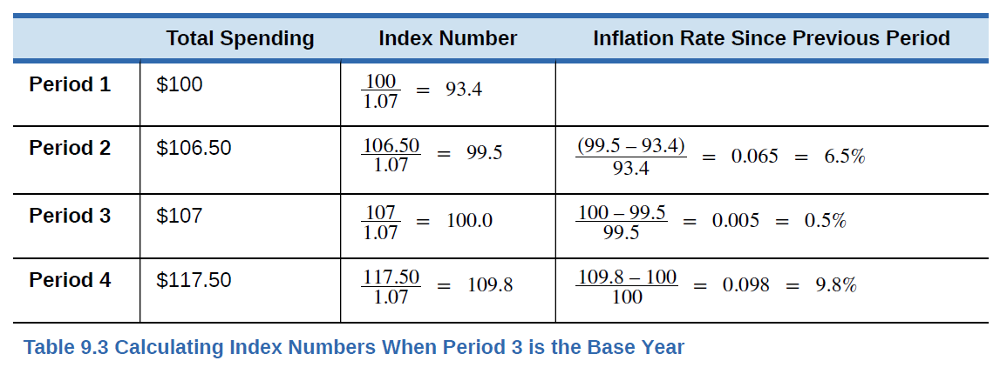 Total Spending Index Number Inflation Rate Since Previous Period
Period 1 $100 100/1.07 = 93.4
Period 2 $106.50 106.50/1.07 = 99.5 (99.5 – 93.4)/93.4 = 0.065 = 6.5%
Period 3 $107 107/1.07 = 100.0 100 – 99.5/99.5 = 0.005 = 0.5%
Period 4 $117.50 117.50/1.07 = 109.8 109.8 – 100/100 = 0.098 = 9.8%
Table 9.3 Calculating Index Numbers When Period 3 is the Base Year